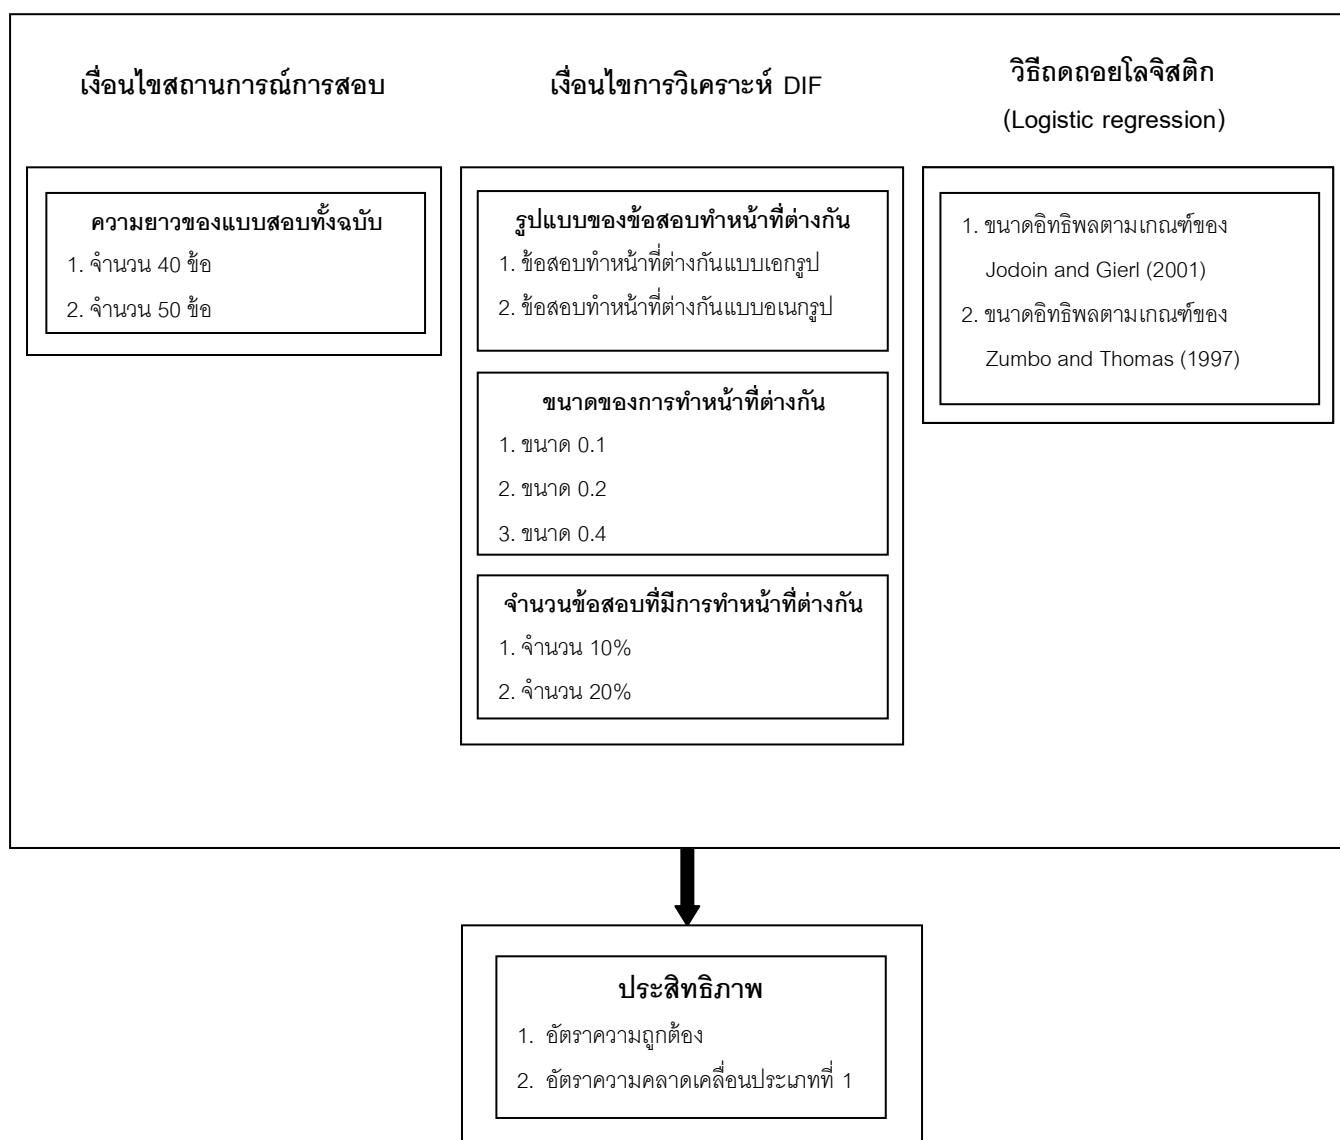 เงื่อนไขสถานการณ์การสอบ
ความยาวของแบบสอบทั้งฉบับ
1. จำนวน 40 ข้อ
2. จำนวน 50 ข้อ
เงื่อนไขการวิเคราะห์ DIF
รูปแบบของข้อสอบทำหน้าที่ต่างกัน
1. ข้อสอบทำหน้าที่ต่างกันแบบเอกรูป
2. ข้อสอบทำหน้าที่ต่างกันแบบอเนกรูป
ขนาดของการทำหน้าที่ต่างกัน
1. ขนาด 0.1
2. ขนาด 0.2
3. ขนาด 0.4
จำนวนข้อสอบที่มีการทำหน้าที่ต่างกัน
1. จำนวน 10%
2. จำนวน 20%
วิธีถดถอยโลจิสติก
(Logistic regression)
1. ขนาดอิทธิพลตามเกณฑ์ของ
Jodoin and Gierl (2001)
2. ขนาดอิทธิพลตามเกณฑ์ของ
Zumbo and Thomas (1997)
ประสิทธิภาพ
1. อัตราความถูกต้อง
2. อัตราความคลาดเคลื่อนประเภทที่ 1